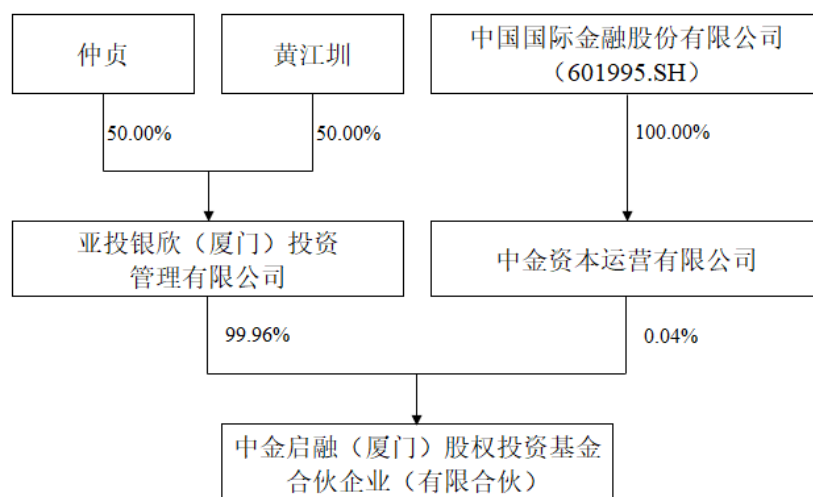 仲贞
黄江圳
中国国际金融股份有限公司
（601995.SH）
50.00%
50.00%
100.00%
亚投银欣（厦门）投资
管理有限公司
中金资本运营有限公司
99.96%
0.04%
中金启融（厦门）股权投资基金
合伙企业（有限合伙）